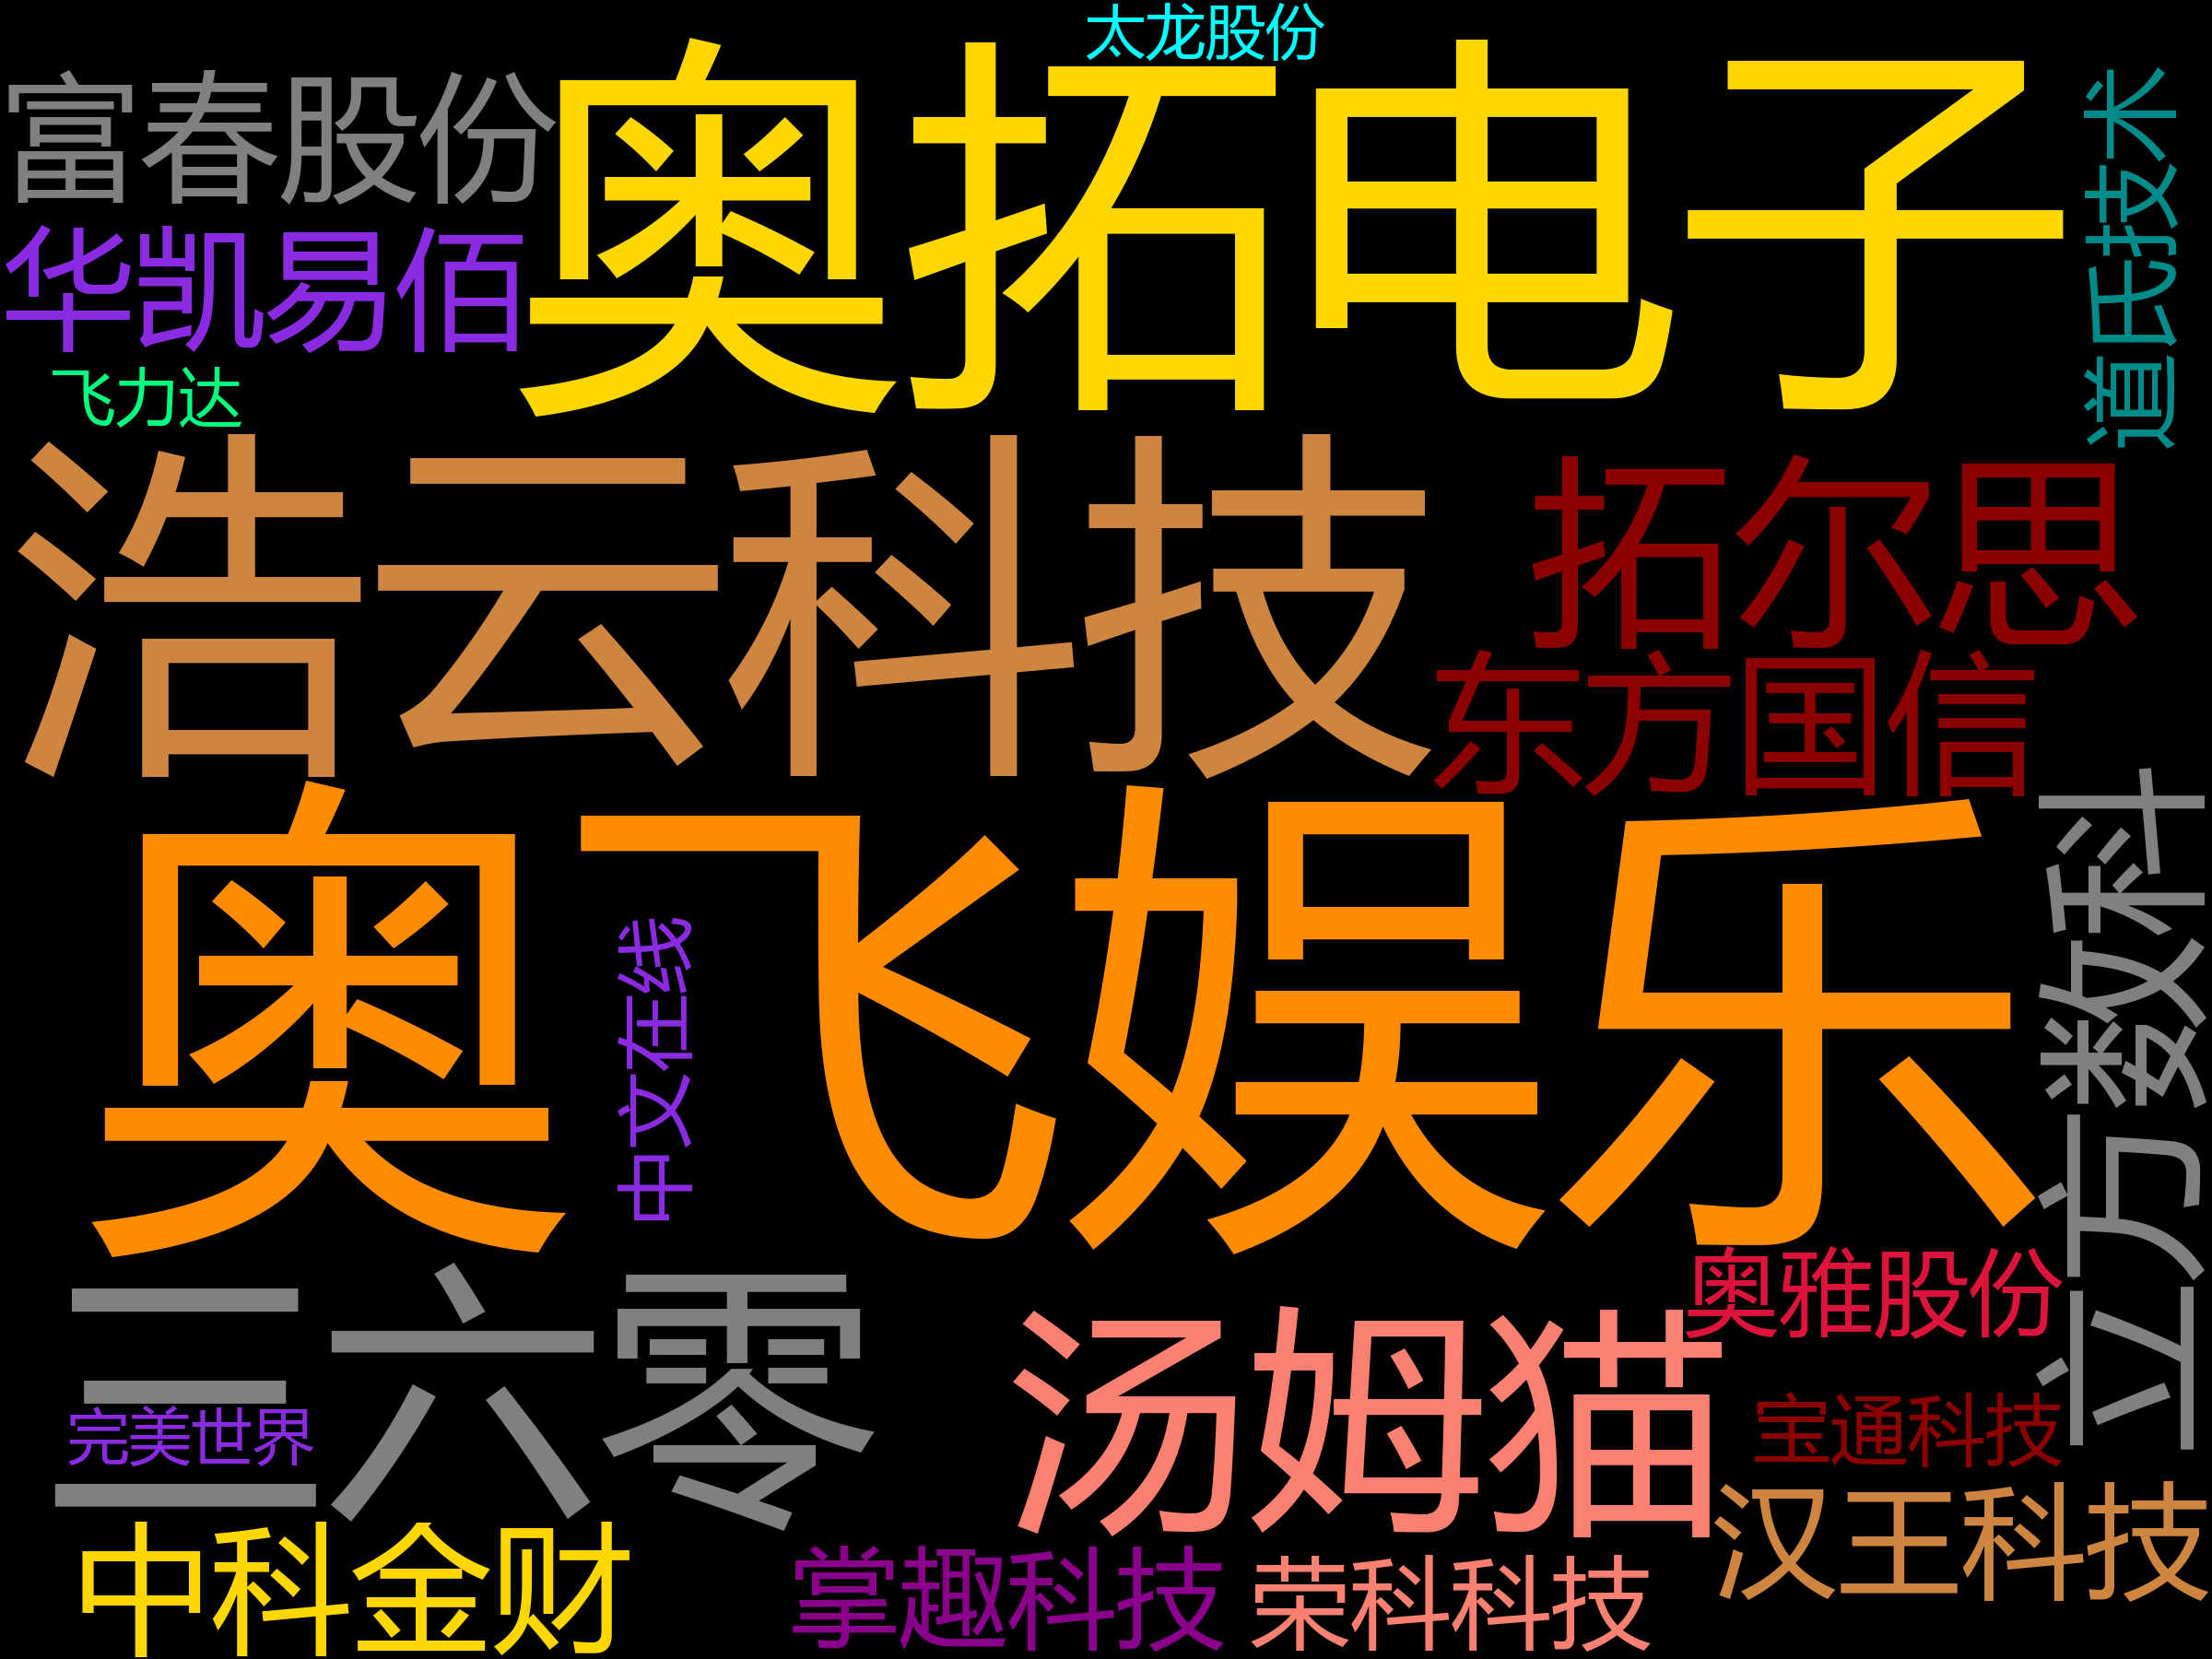 太龙股份
富春股份
奥拓电子
道氏技术
华凯易佰
飞力达
浩云科技
拓尔思
东方国信
奥飞娱乐
中文在线
立方数科
三六零
奥雅股份
汤姆猫
完美世界
宝通科技
汉王科技
中科金财
掌趣科技
荣科科技